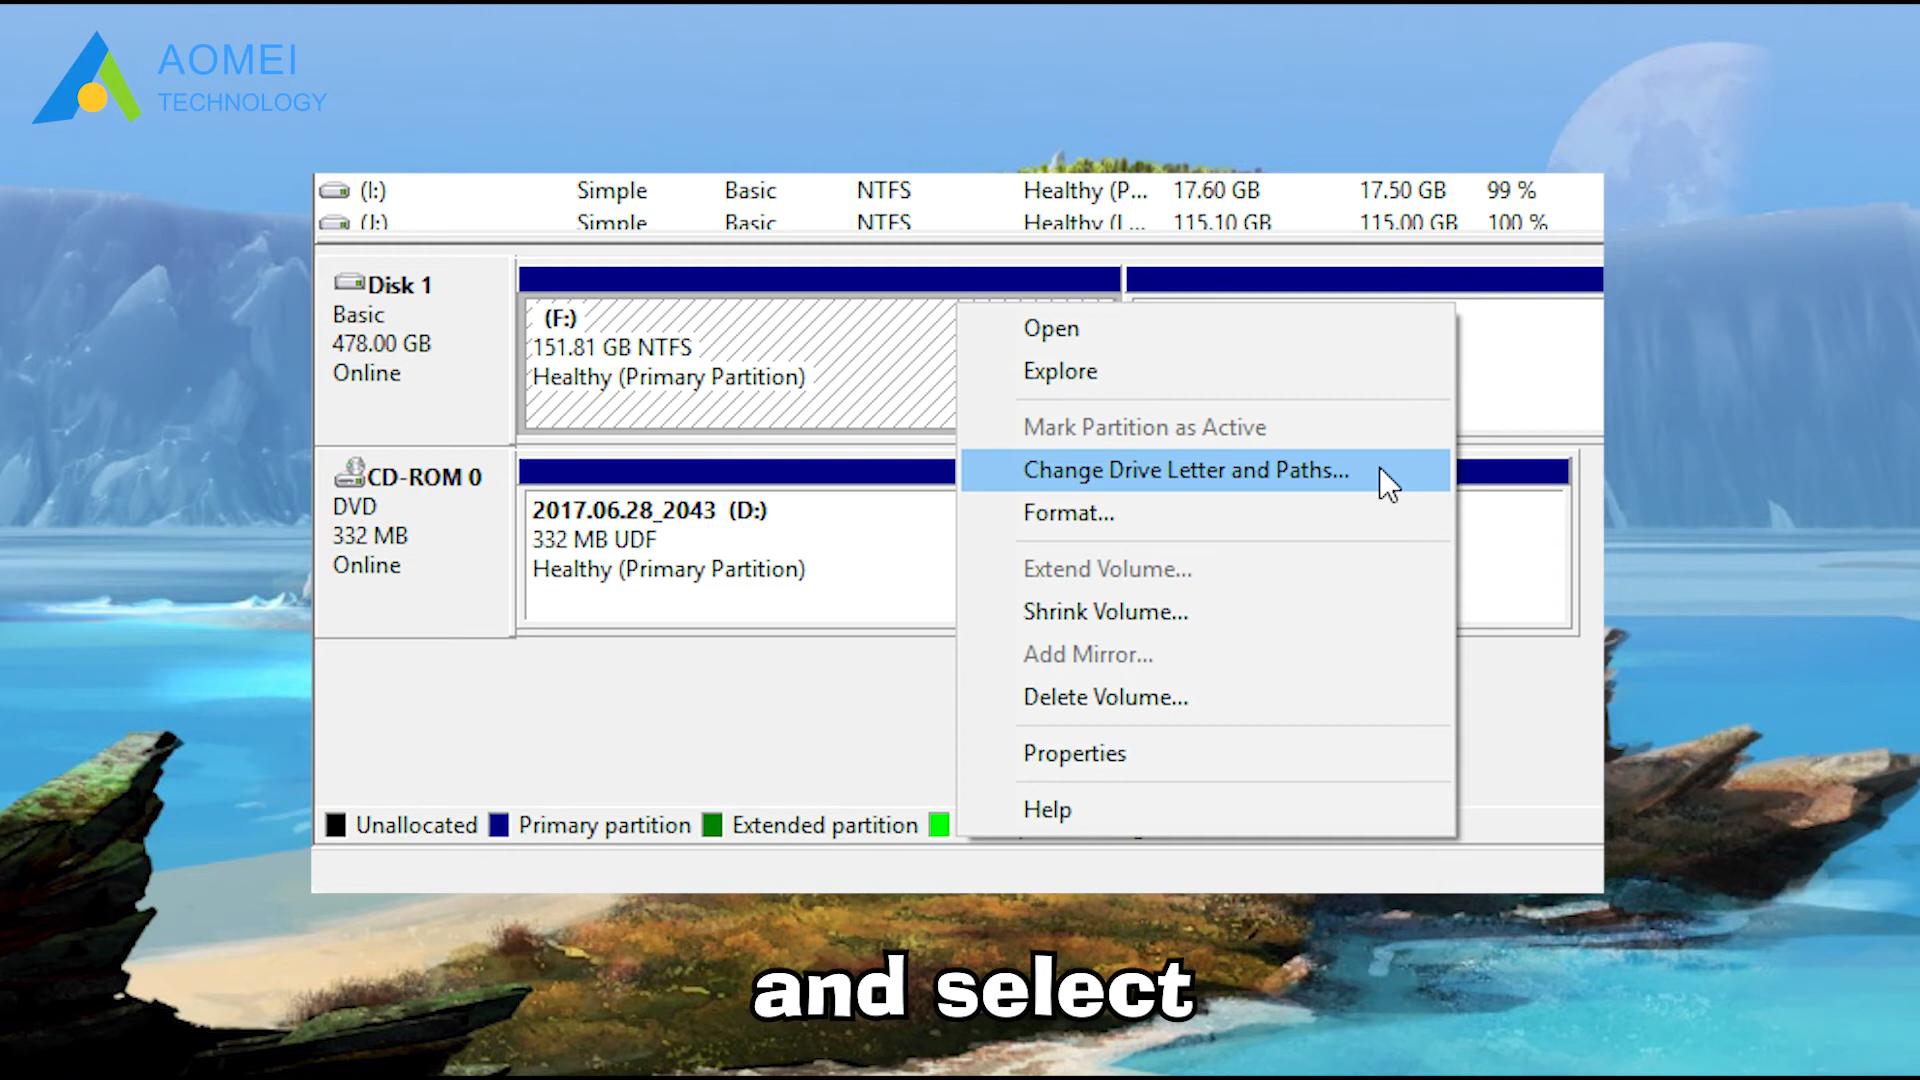 AOMEI
TECHNOLOGY
(I:) Simple Basic NTFS Healthy (P... 17.60 GB 17.50 GB 99 %
(J:) Simple Basic NTFS Healthy (L... 115.10 GB 115.00 GB 100 %
Disk 1
Basic
478.00 GB
Online
(F:)
151.81 GB NTFS
Healthy (Primary Partition)
CD-ROM 0
DVD
332 MB
Online
2017.06.28_2043 (D:)
332 MB UDF
Healthy (Primary Partition)
Open
Explore
Mark Partition as Active
Change Drive Letter and Paths...
Format...
Extend Volume...
Shrink Volume...
Add Mirror...
Delete Volume...
Properties
Help
Unallocated Primary partition Extended partition
and select